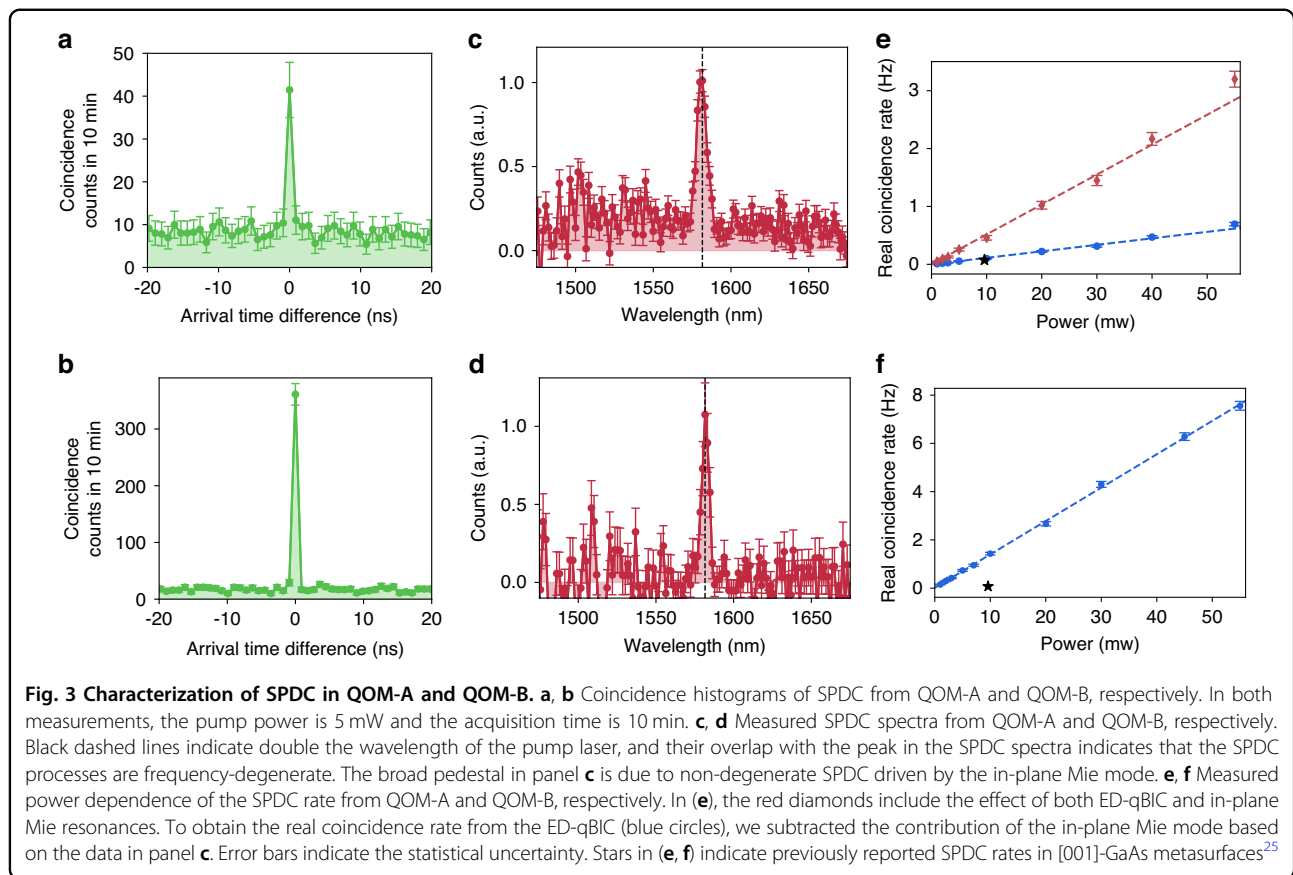 a
50
40
30
20
10
0
Coincidence
counts in 10 min
-20 -10 0 10 20
Arrival time difference (ns)
c
1.0
0.5
0.0
Counts (a.u.)
1500 1550 1600 1650
Wavelength (nm)
e
3
2
1
0
Real coincidence rate (Hz)
0 10 20 30 40 50
Power (mw)
b
300
200
100
0
Coincidence
counts in 10 min
-20 -10 0 10 20
Arrival time difference (ns)
d
1.0
0.5
0.0
Counts (a.u.)
1500 1550 1600 1650
Wavelength (nm)
f
8
6
4
2
0
Real coincidence rate (Hz)
0 10 20 30 40 50
Power (mw)
Fig. 3 Characterization of SPDC in QOM-A and QOM-B. a, b Coincidence histograms of SPDC from QOM-A and QOM-B, respectively. In both
measurements, the pump power is 5 mW and the acquisition time is 10 min. c, d Measured SPDC spectra from QOM-A and QOM-B, respectively.
Black dashed lines indicate double the wavelength of the pump laser, and their overlap with the peak in the SPDC spectra indicates that the SPDC
processes are frequency-degenerate. The broad pedestal in panel c is due to non-degenerate SPDC driven by the in-plane Mie mode. e, f Measured
power dependence of the SPDC rate from QOM-A and QOM-B, respectively. In (e), the red diamonds include the effect of both ED-qBIC and in-plane
Mie resonances. To obtain the real coincidence rate from the ED-qBIC (blue circles), we subtracted the contribution of the in-plane Mie mode based
on the data in panel c. Error bars indicate the statistical uncertainty. Stars in (e, f) indicate previously reported SPDC rates in [001]-GaAs metasurfaces25